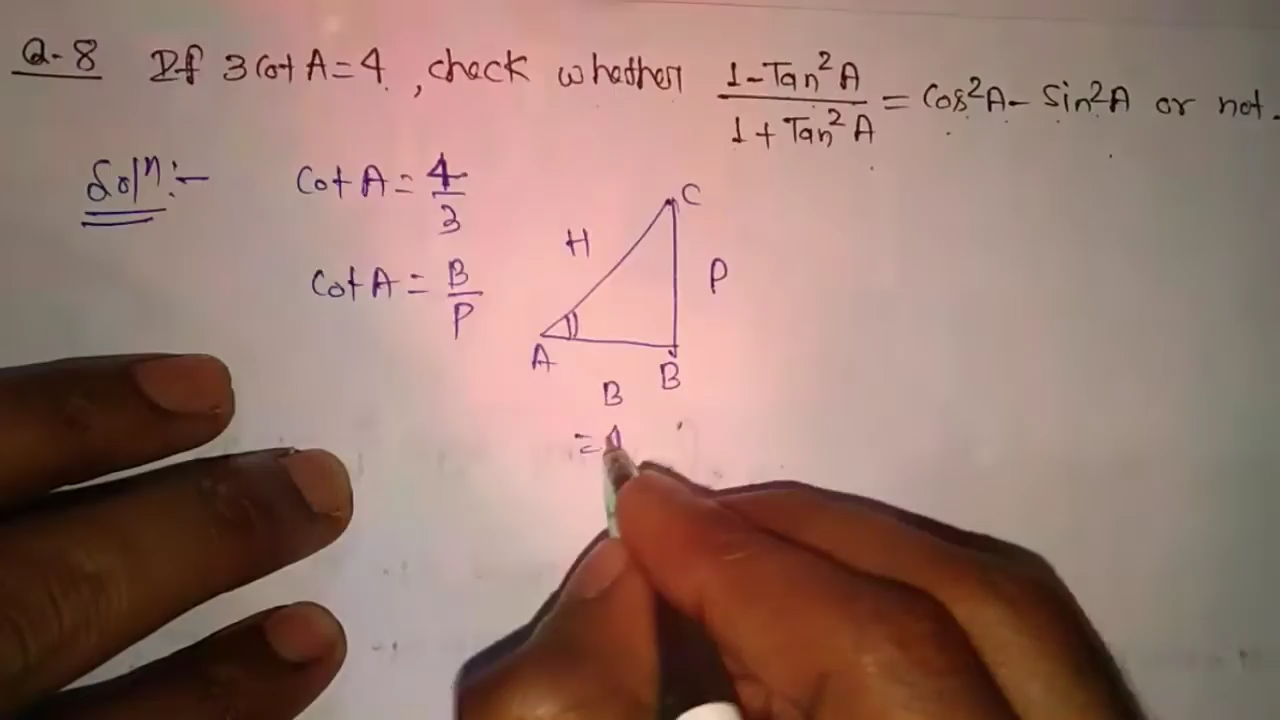 Q-8 If 3 Cot A = 4, check whether (1 - Tan²A)/(1 + Tan²A) = Cos²A - Sin²A or not.
Solⁿ:- Cot A = 4/3
C
H
Cot A = B/P
P
A
B
B
=